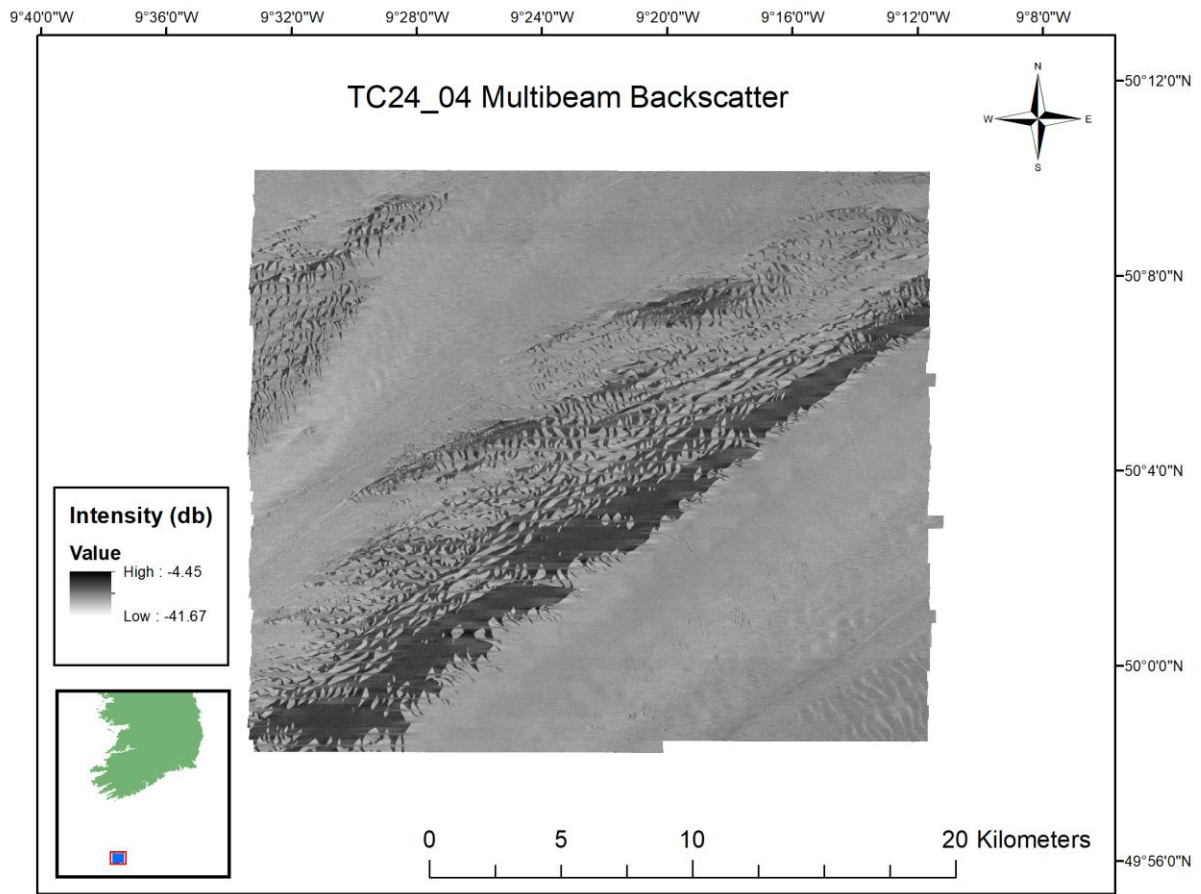 9°40'0"W 9°36'0"W 9°32'0"W 9°28'0"W 9°24'0"W 9°20'0"W 9°16'0"W 9°12'0"W 9°8'0"W
TC24_04 Multibeam Backscatter
N
W E
S
50°12'0"N
50°8'0"N
50°4'0"N
50°0'0"N
49°56'0"N
Intensity (db)
Value
High : -4.45
Low : -41.67
0 5 10 20 Kilometers